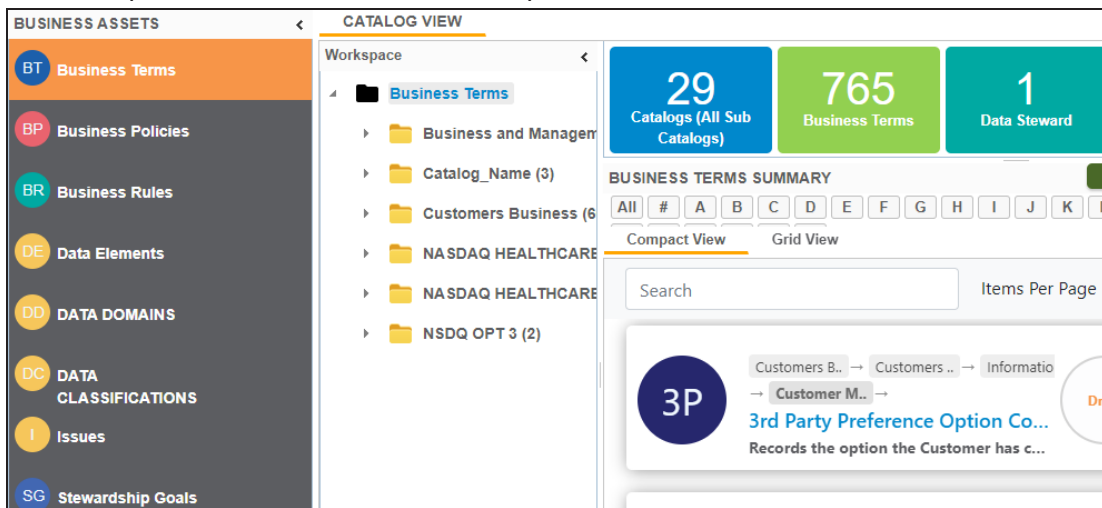 BUSINESS ASSETS
BT Business Terms
BP Business Policies
BR Business Rules
DE Data Elements
DD DATA DOMAINS
DC DATA
CLASSIFICATIONS
I Issues
SG Stewardship Goals
CATALOG VIEW
Workspace
Business Terms
Business and Managem
Catalog_Name (3)
Customers Business (6
NASDAQ HEALTHCARE
NASDAQ HEALTHCARE
NSDQ OPT 3 (2)
29
Catalogs (All Sub
Catalogs)
765
Business Terms
1
Data Steward
BUSINESS TERMS SUMMARY
All # A B C D E F G H I J K
Compact View Grid View
Search Items Per Page
3P
Customers B.. → Customers .. → Informatio
→ Customer M.. →
3rd Party Preference Option Co...
Records the option the Customer has c...
Dr